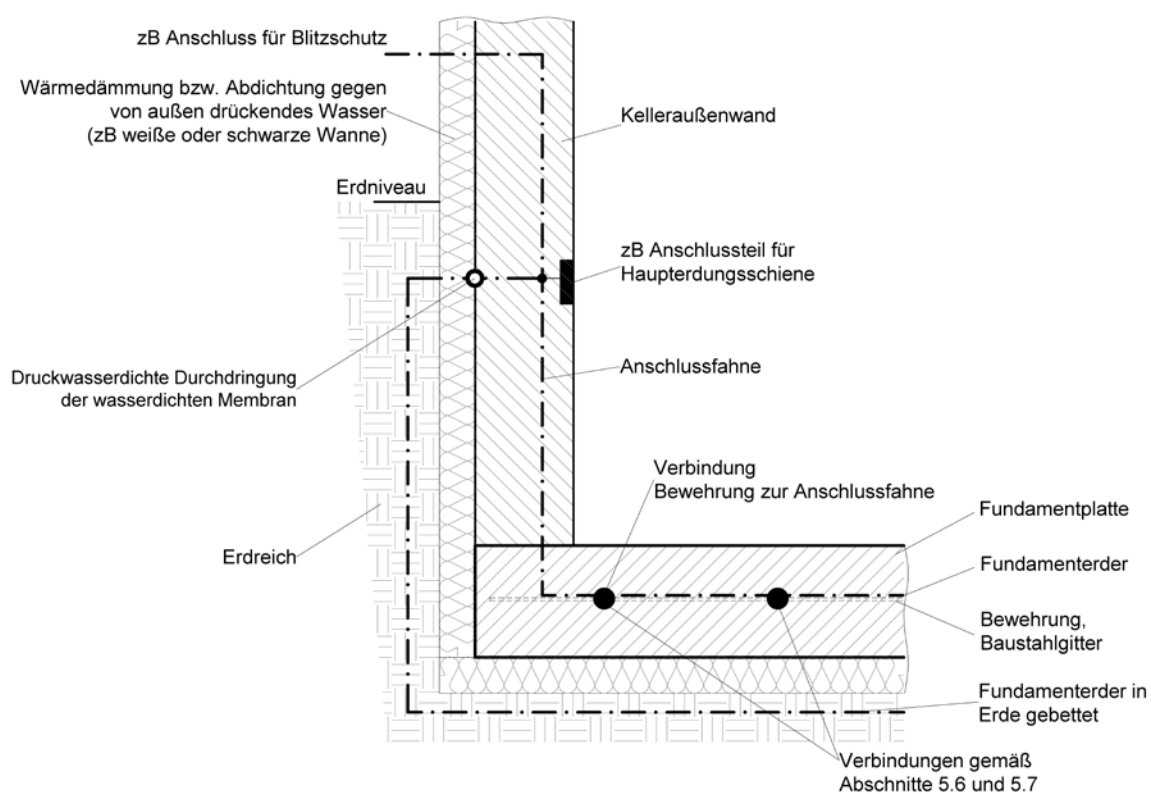 zB Anschluss für Blitzschutz
Wärmedämmung bzw. Abdichtung gegen
von außen drückendes Wasser
(zB weiße oder schwarze Wanne)
Kelleraußenwand
Erdniveau
zB Anschlussteil für
Haupterdungsschiene
Anschlussfahne
Druckwasserdichte Durchdringung
der wasserdichten Membran
Verbindung
Bewehrung zur Anschlussfahne
Fundamentplatte
Erdreich
Fundamenterder
Bewehrung,
Baustahlgitter
Fundamenterder in
Erde gebettet
Verbindungen gemäß
Abschnitte 5.6 und 5.7